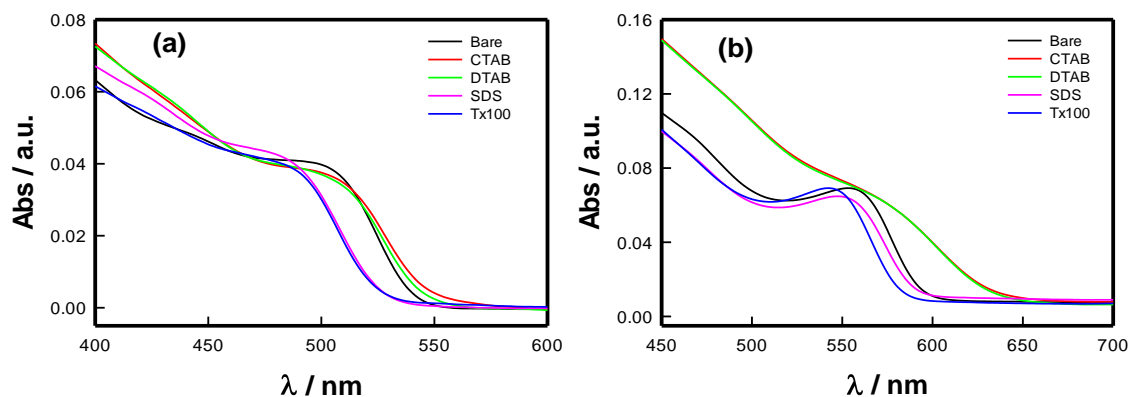 (a)
Bare
CTAB
DTAB
SDS
Tx100
Abs / a.u.
0.08
0.06
0.04
0.02
0.00
400 450 500 550 600
λ / nm
(b)
Bare
CTAB
DTAB
SDS
Tx100
Abs / a.u.
0.16
0.12
0.08
0.04
0.00
450 500 550 600 650 700
λ / nm